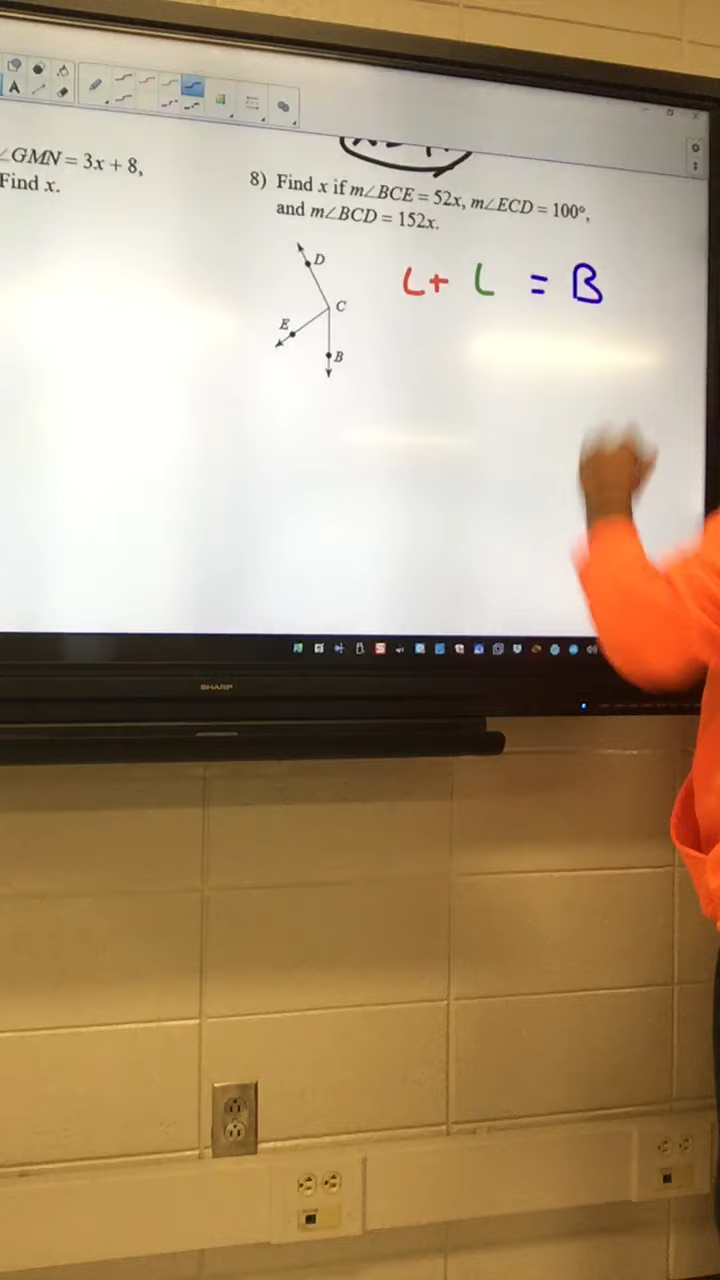 ∠GMN = 3x + 8,
Find x.
8) Find x if m∠BCE = 52x, m∠ECD = 100°,
and m∠BCD = 152x.
D
C
E
B
L + L = B
A
SHARP